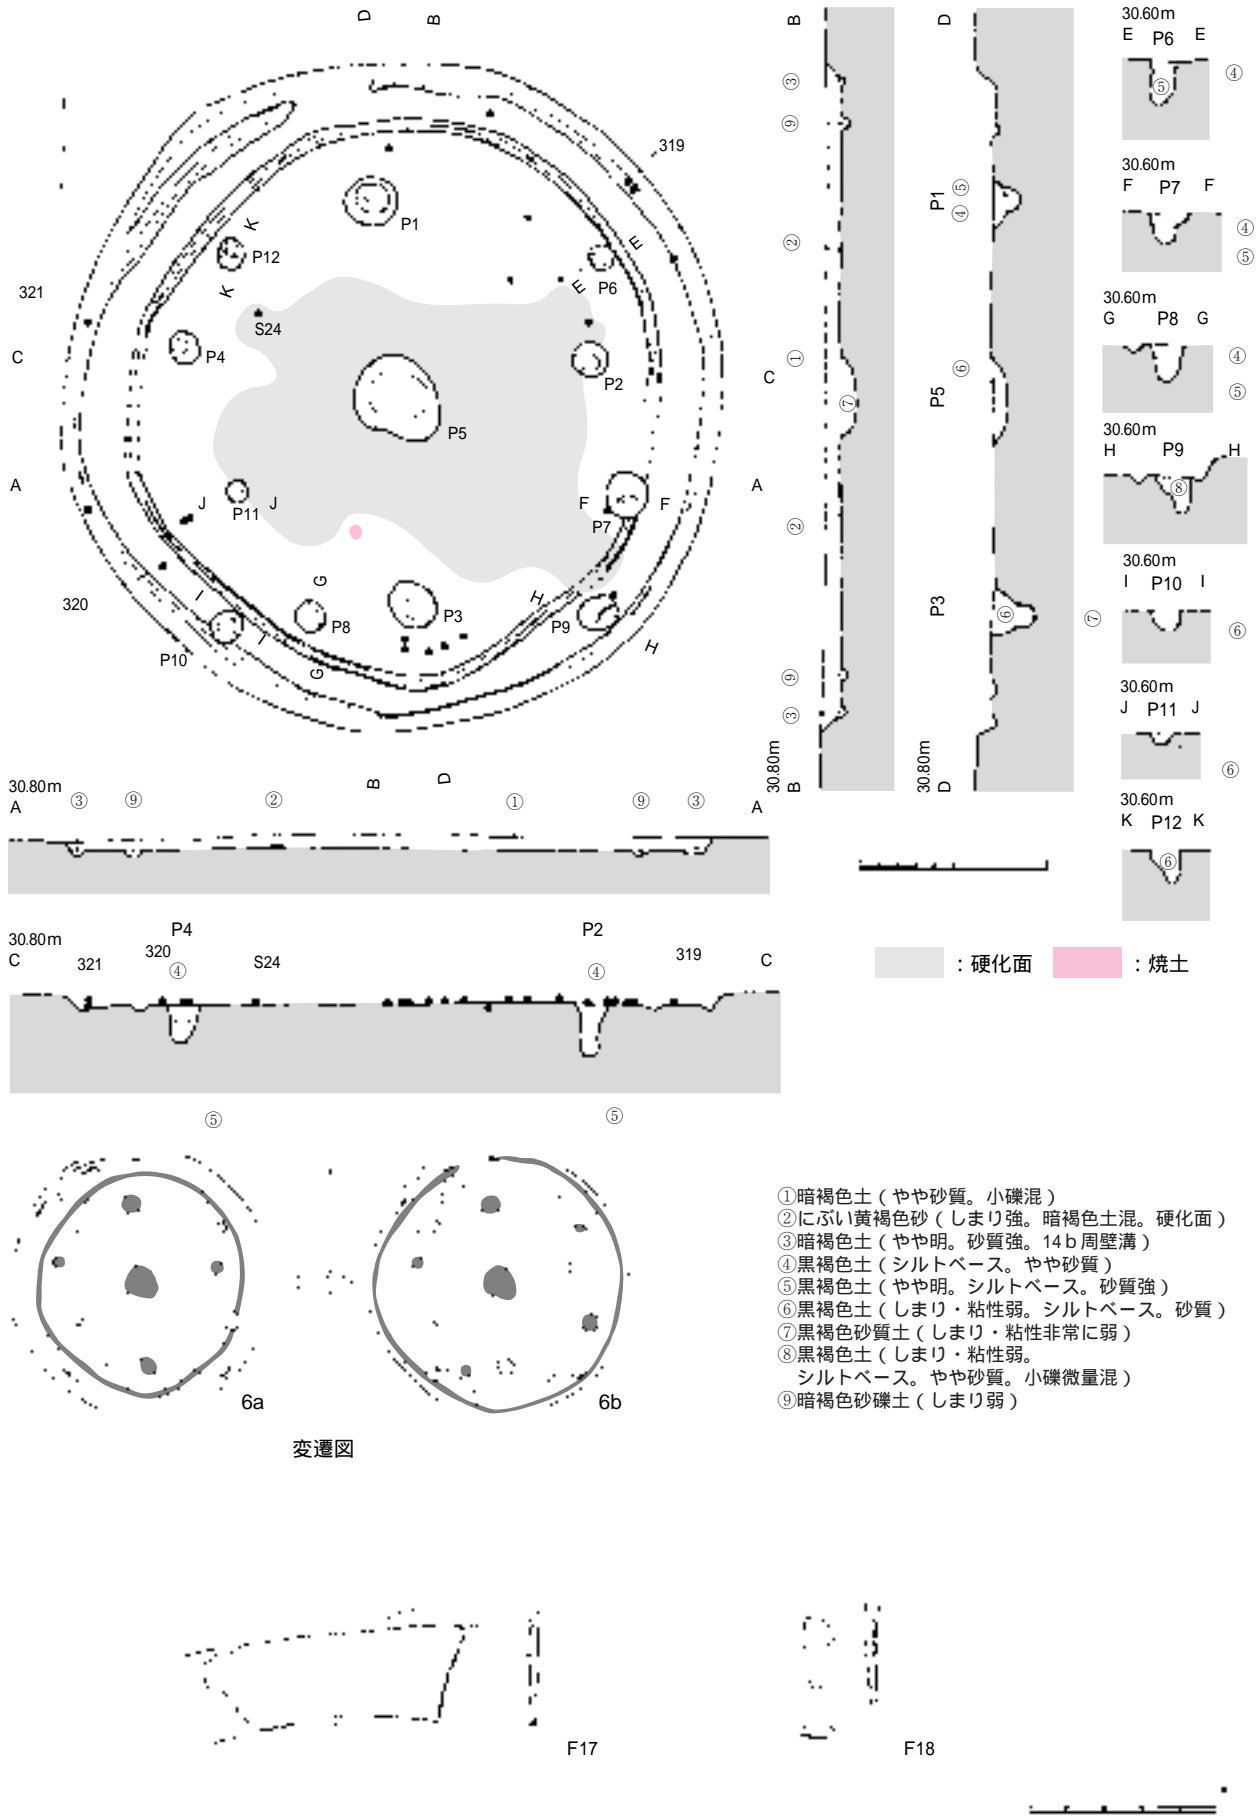 D B
321
319
C
C
A
A
320
P1
P12
K
K
S24
P4
E
E
P6
P2
P5
J
P11
J
F
P7
F
I
I
G
P8
G
P3
H
P9
H
P10
B D
30.80m
A ③ ⑨ ② ① ⑨ ③ A
30.80m
C 321 320 P4 ④ S24 P2 ④ 319 C
⑤ ⑤
B
③
⑨
②
①
⑦
②
⑨
③
30.80m
B
D
P1 ⑤
④
P5 ⑥
P3 ⑥ ⑦
30.80m
D
30.60m
E P6 E
④
⑤
30.60m
F P7 F
④
⑤
30.60m
G P8 G
④
⑤
30.60m
H P9 H
⑧
30.60m
I P10 I
⑥
30.60m
J P11 J
⑥
30.60m
K P12 K
⑥
：硬化面 ：焼土
6a 6b
変遷図
①暗褐色土（やや砂質。小礫混）
②にぶい黄褐色砂（しまり強。暗褐色土混。硬化面）
③暗褐色土（やや明。砂質強。14ｂ周壁溝）
④黒褐色土（シルトベース。やや砂質）
⑤黒褐色土（やや明。シルトベース。砂質強）
⑥黒褐色土（しまり・粘性弱。シルトベース。砂質）
⑦黒褐色砂質土（しまり・粘性非常に弱）
⑧黒褐色土（しまり・粘性弱。
シルトベース。やや砂質。小礫微量混）
⑨暗褐色砂礫土（しまり弱）
F17 F18